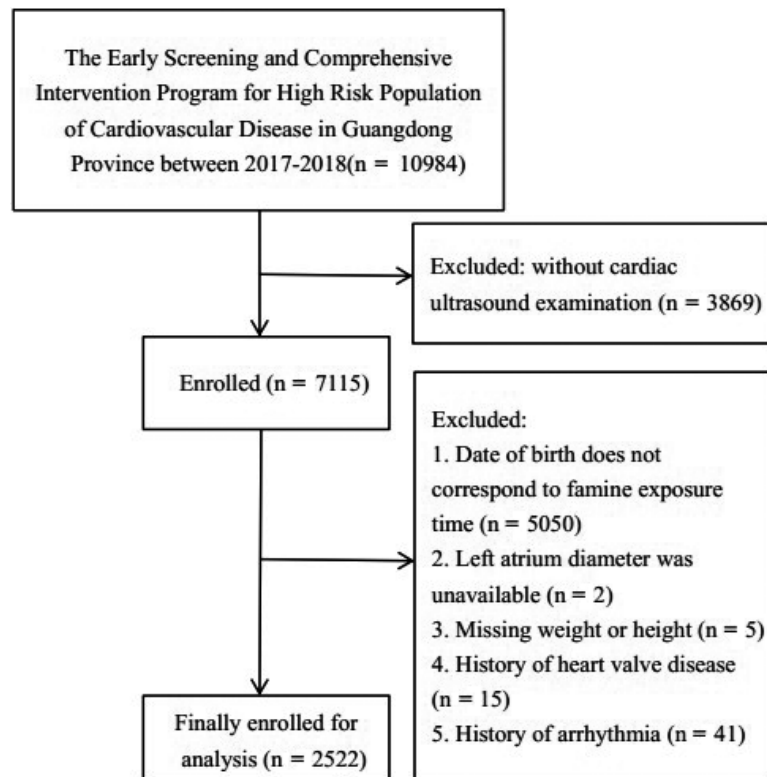 The Early Screening and Comprehensive
Intervention Program for High Risk Population
of Cardiovascular Disease in Guangdong
Province between 2017-2018(n = 10984)
Excluded: without cardiac
ultrasound examination (n = 3869)
Enrolled (n = 7115)
Excluded:
1. Date of birth does not
correspond to famine exposure
time (n = 5050)
2. Left atrium diameter was
unavailable (n = 2)
3. Missing weight or height (n = 5)
4. History of heart valve disease
(n = 15)
5. History of arrhythmia (n = 41)
Finally enrolled for
analysis (n = 2522)